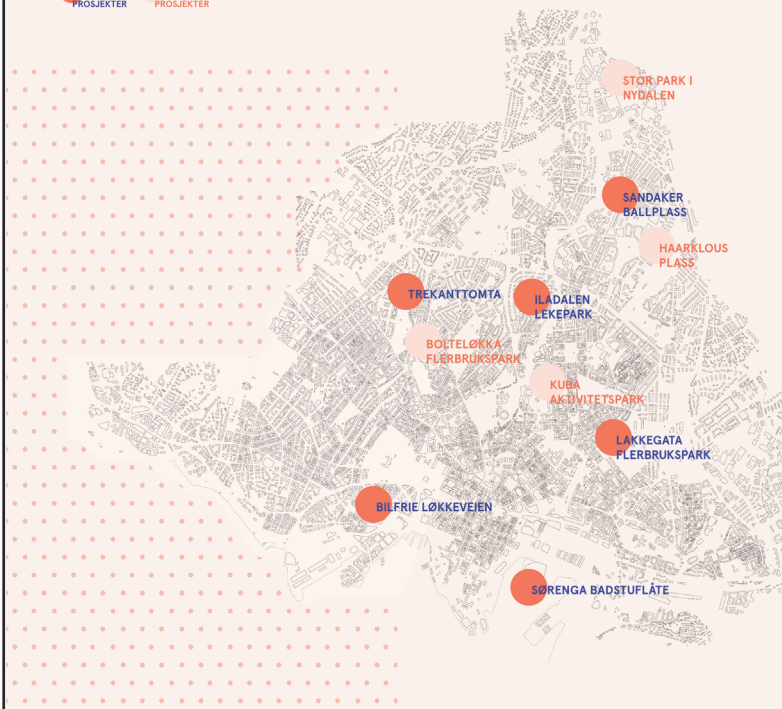 PROSJEKTER
PROSJEKTER
STOR PARK I
NYDALEN
SANDAKER
BALLPLASS
HAARKLOUS
PLASS
TREKANTTOMTA
ILADALEN
LEKEPARK
BOLTELØKKA
FLERBRUKSPARK
KUBA
AKTIVITETSPARK
LAKKEGATA
FLERBRUKSPARK
BILFRIE LØKKEVEIEN
SØRENGA BADSTUFLÅTE